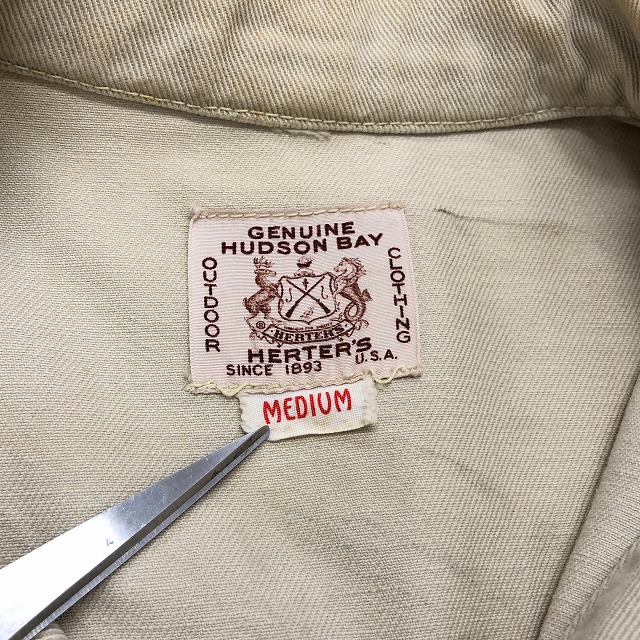 GENUINE
HUDSON BAY
OUTDOOR
CLOTHING
®
HERTER'S
HERTER'S
SINCE 1893
U.S.A.
MEDIUM